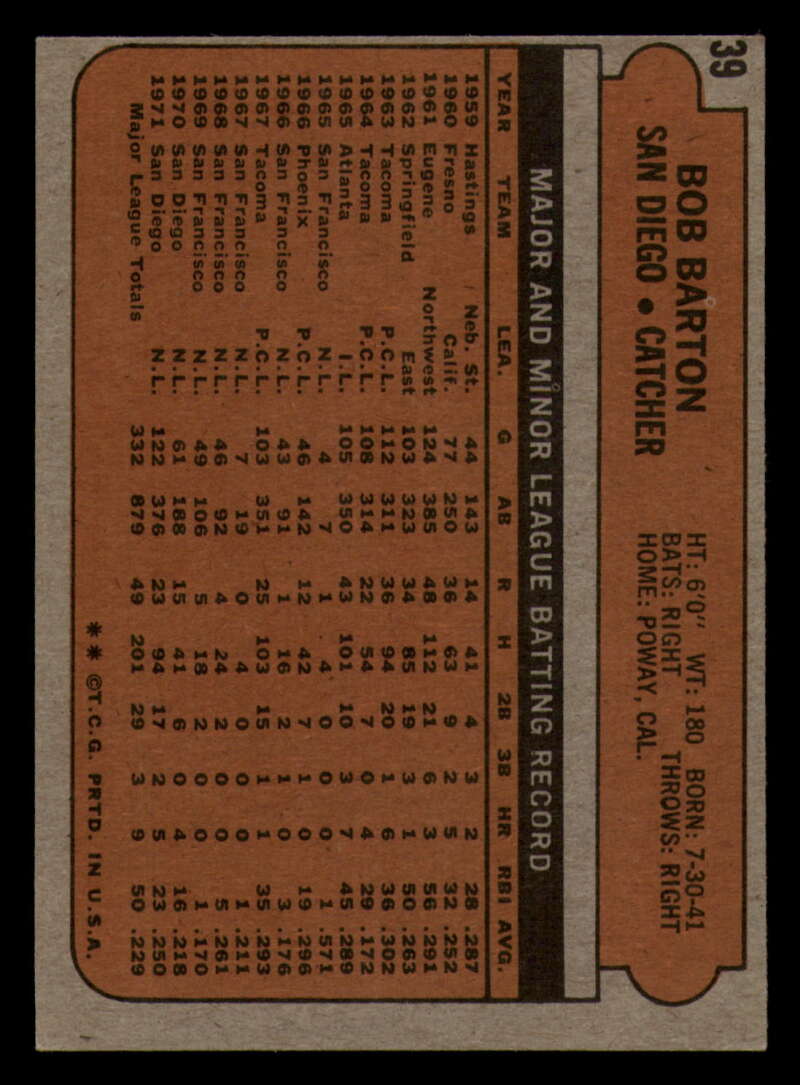 39
BOB BARTON
SAN DIEGO • CATCHER
HT: 6'0" WT: 180 BORN: 7-30-41
BATS: RIGHT THROWS: RIGHT
HOME: POWAY, CAL.
MAJOR AND MINOR LEAGUE BATTING RECORD
YEAR TEAM LEA. G AB R H 2B 3B HR RBI AVG.
1959 Hastings Neb. St. 44 143 14 41 4 3 2 28 .287
1960 Fresno Calif. 77 250 36 63 9 2 5 32 .252
1961 Eugene Northwest 124 385 48 112 21 6 3 56 .291
1962 Springfield East 103 323 34 85 19 3 1 50 .263
1963 Tacoma P.C.L. 112 311 36 94 20 1 6 36 .302
1964 Tacoma P.C.L. 108 314 22 54 7 0 4 29 .172
1965 Atlanta I.L. 105 350 43 101 10 3 7 45 .289
1965 San Francisco N.L. 4 7 1 4 0 0 0 1 .571
1966 Phoenix P.C.L. 46 142 12 42 7 1 0 19 .296
1966 San Francisco N.L. 43 91 1 16 2 1 0 3 .176
1967 Tacoma P.C.L. 103 351 25 103 15 1 1 35 .293
1967 San Francisco N.L. 7 19 0 4 0 0 0 1 .211
1968 San Francisco N.L. 46 92 4 24 2 0 0 5 .261
1969 San Francisco N.L. 49 106 5 18 2 0 0 1 .170
1970 San Diego N.L. 61 188 15 41 6 0 4 16 .218
1971 San Diego N.L. 122 376 23 94 17 2 5 23 .250
Major League Totals 332 879 49 201 29 3 9 50 .229
** ©T.C.G. PRTD. IN U.S.A.